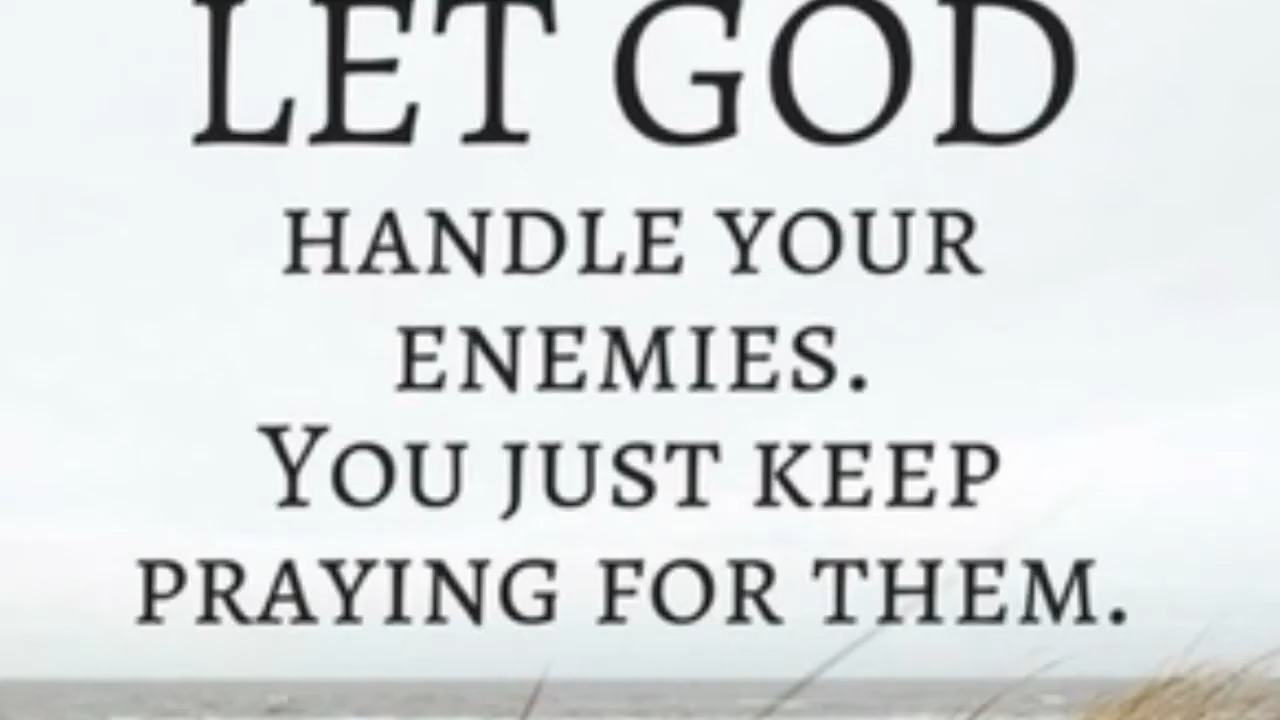 LET GOD
HANDLE YOUR
ENEMIES.
YOU JUST KEEP
PRAYING FOR THEM.